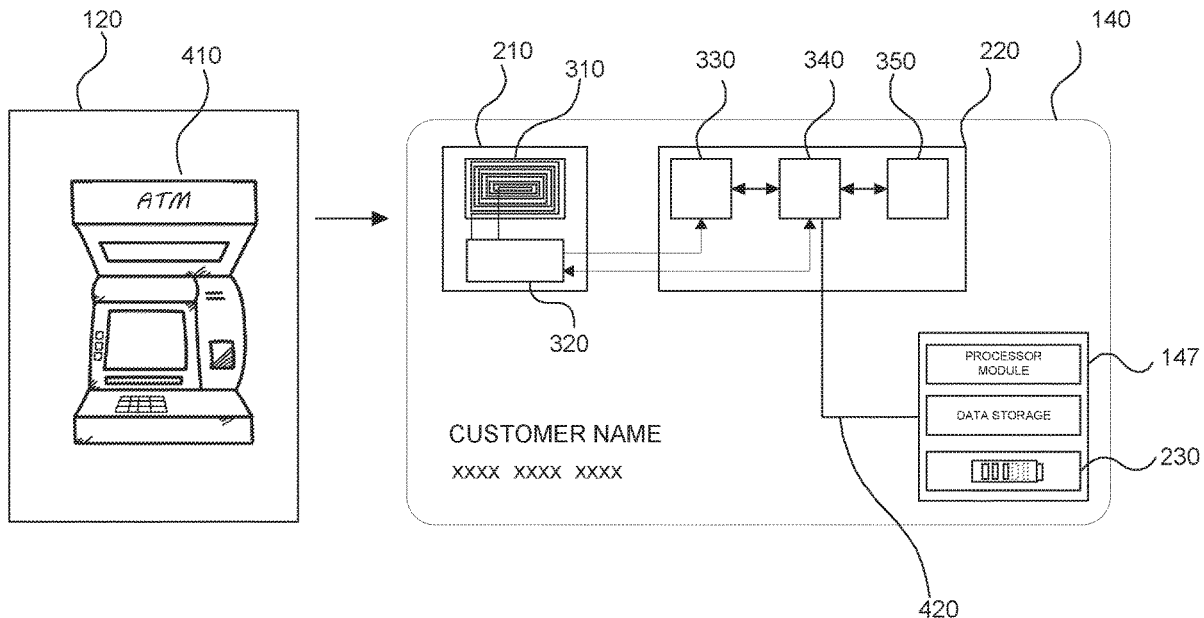 120
410
210
310
330
340
350
220
140
ATM
320
PROCESSOR
MODULE
147
DATA STORAGE
CUSTOMER NAME
XXXX XXXX XXXX
230
420